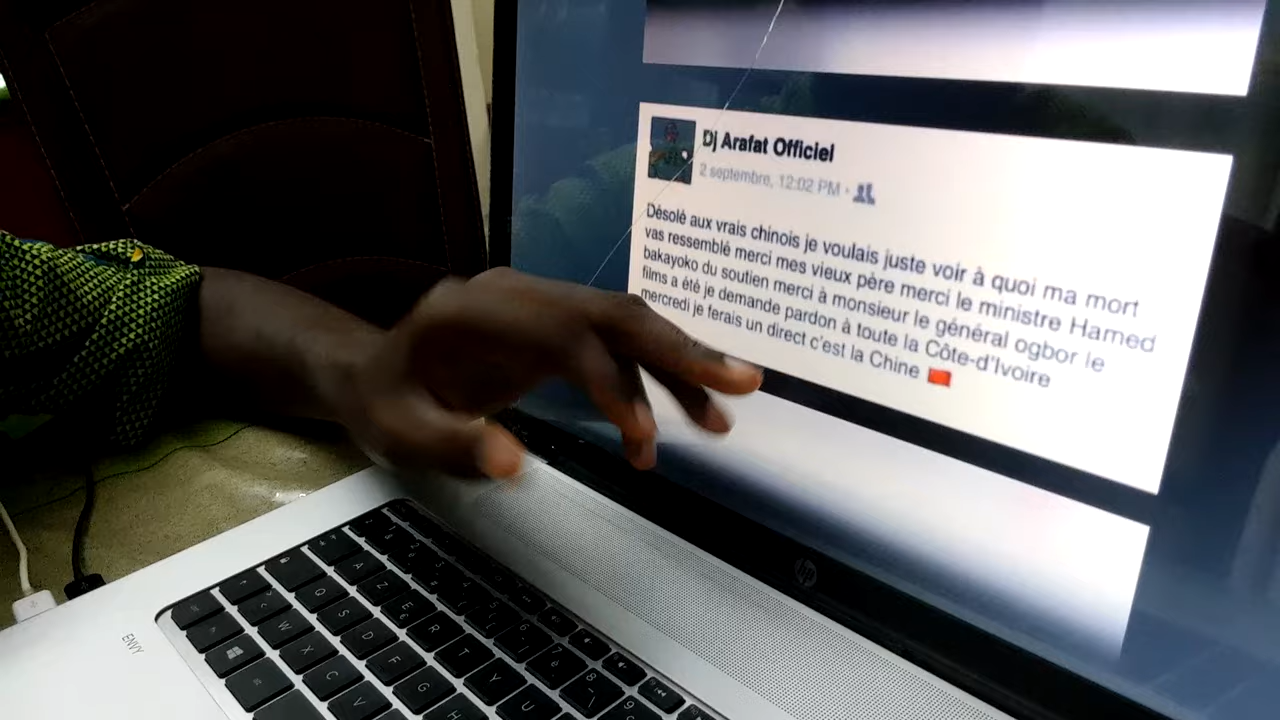 Dj Arafat Officiel
2 septembre, 12:02 PM
Désolé aux vrais chinois je voulais juste voir à quoi ma mort
vas ressemblé merci mes vieux père merci le ministre Hamed
bakayoko du soutien merci à monsieur le général ogbor le
films a été je demande pardon à toute la Côte-d'Ivoire
mercredi je ferais un direct c'est la Chine
hp
ENVY
A Z E R T Y U
Q S D F G H
W X C V